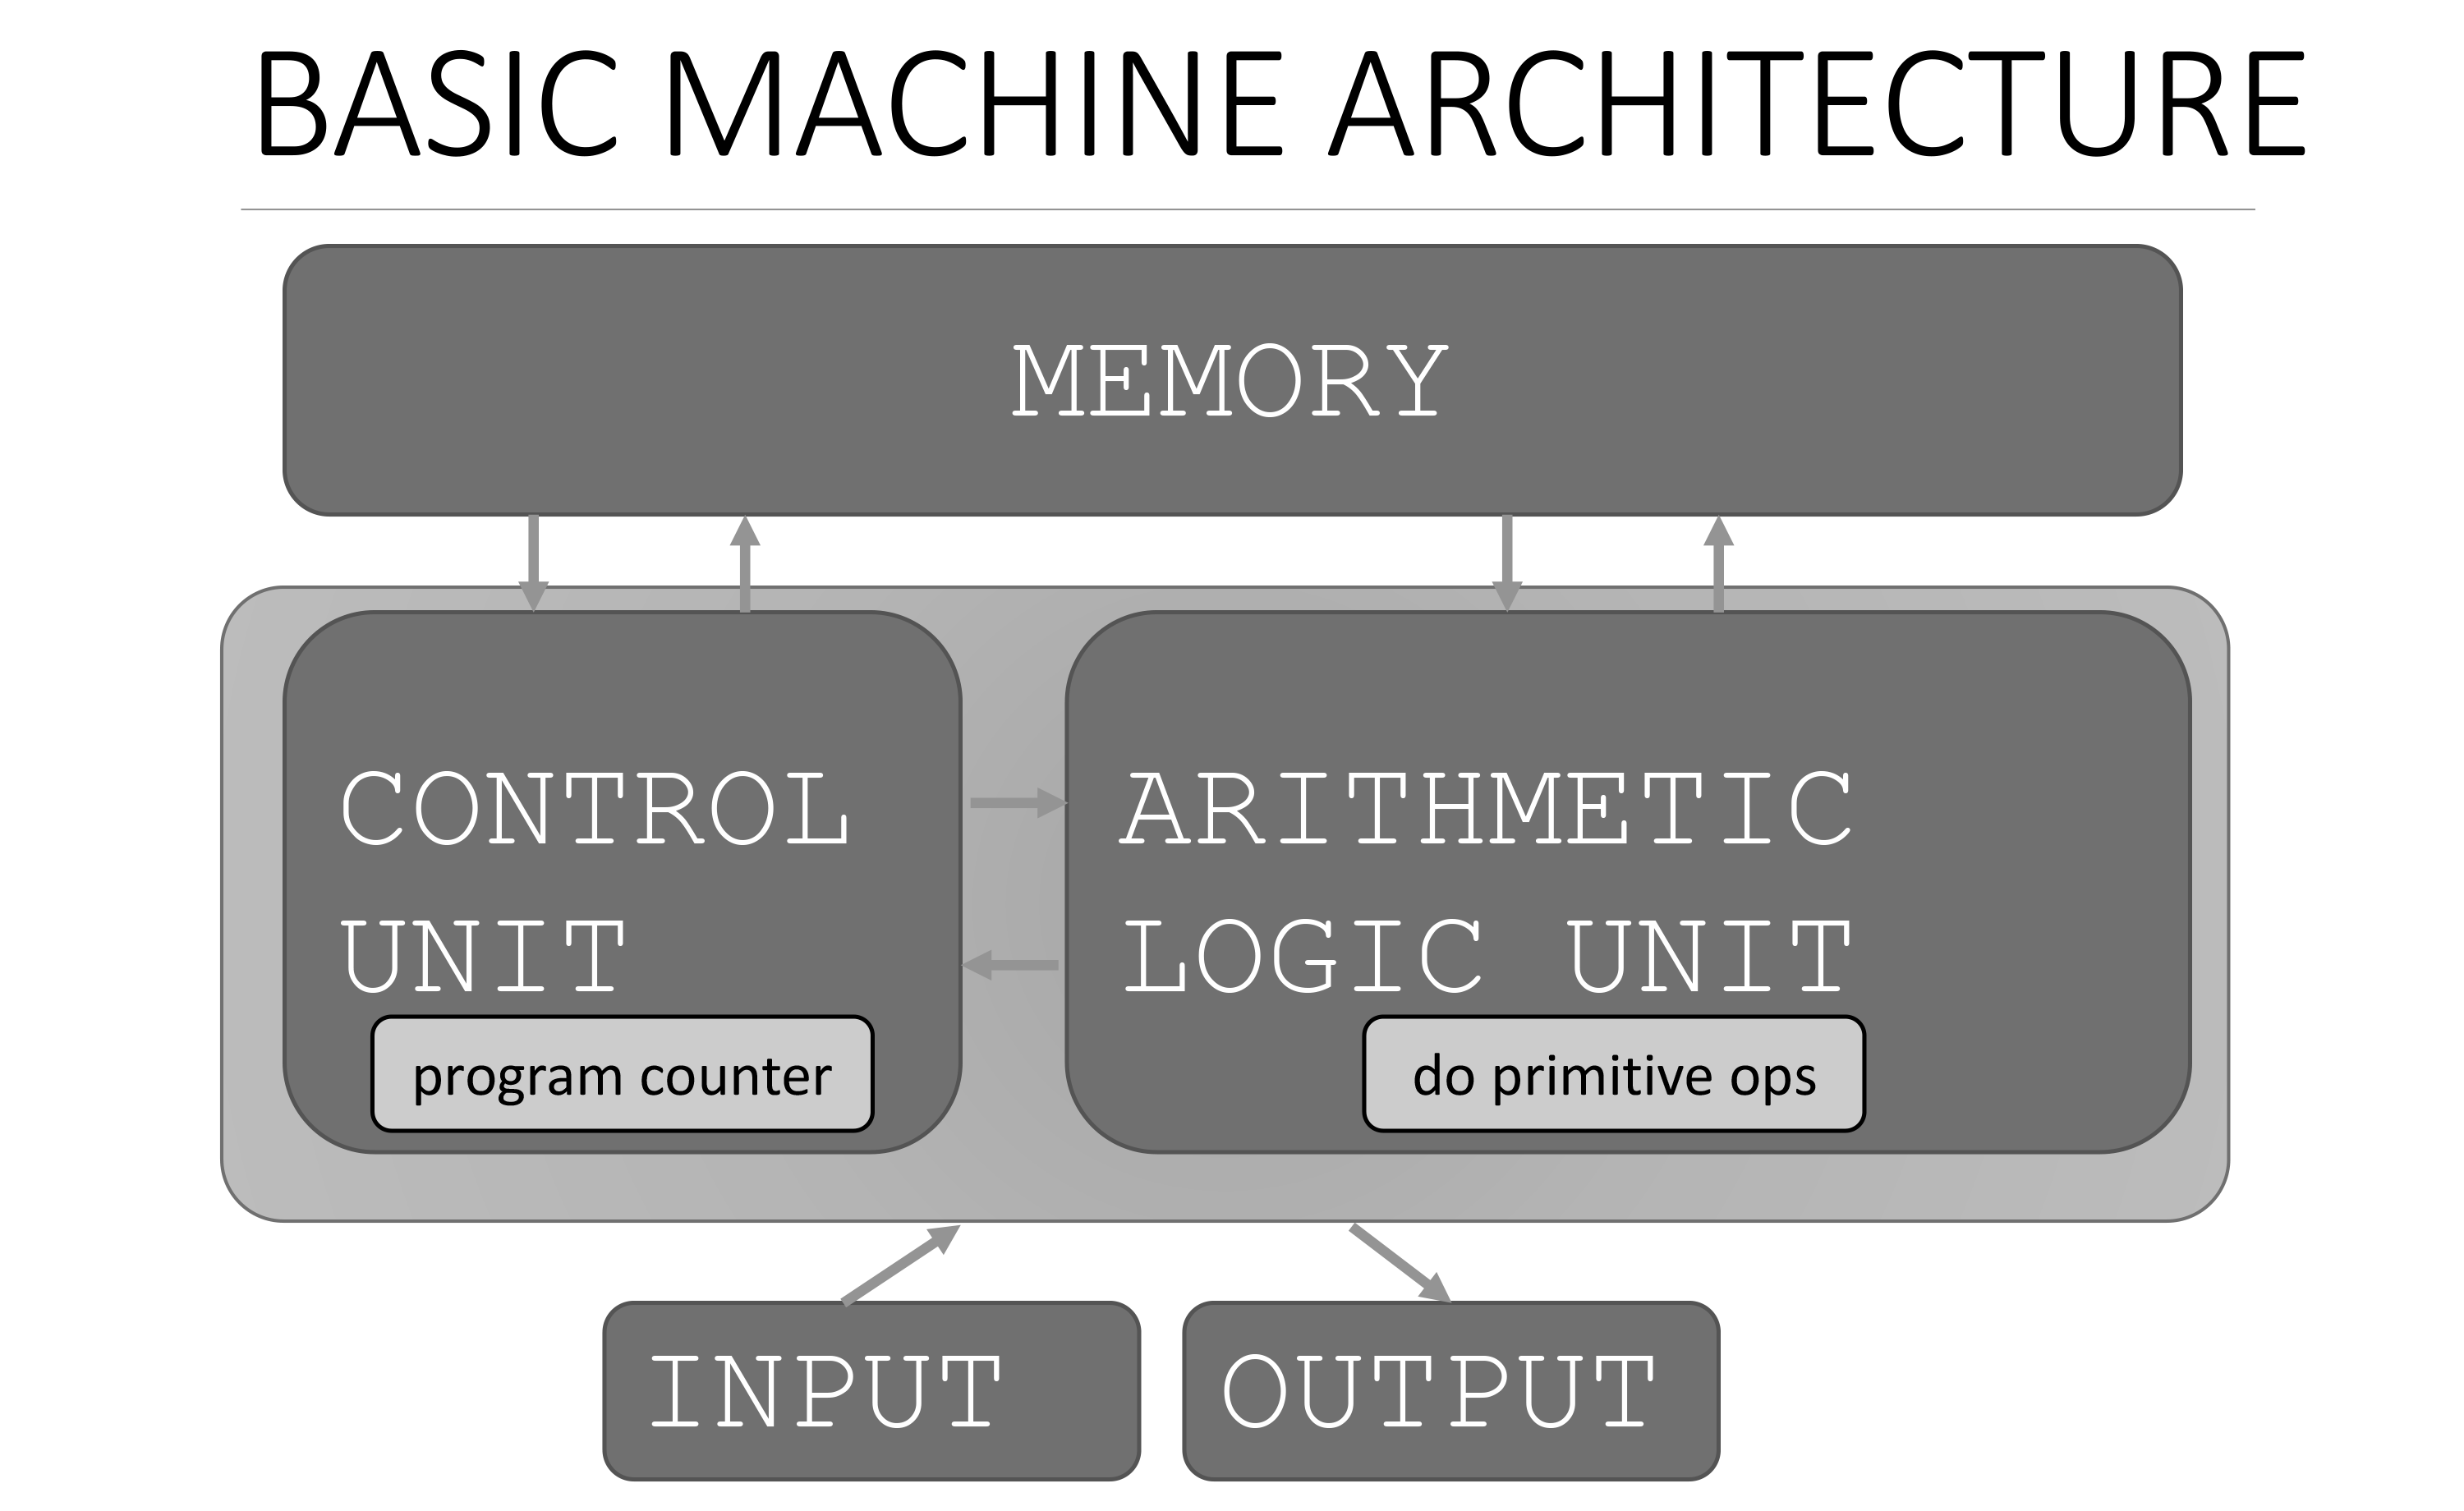 BASIC MACHINE ARCHITECTURE
MEMORY
CONTROL
UNIT
program counter
ARITHMETIC
LOGIC UNIT
do primitive ops
INPUT
OUTPUT